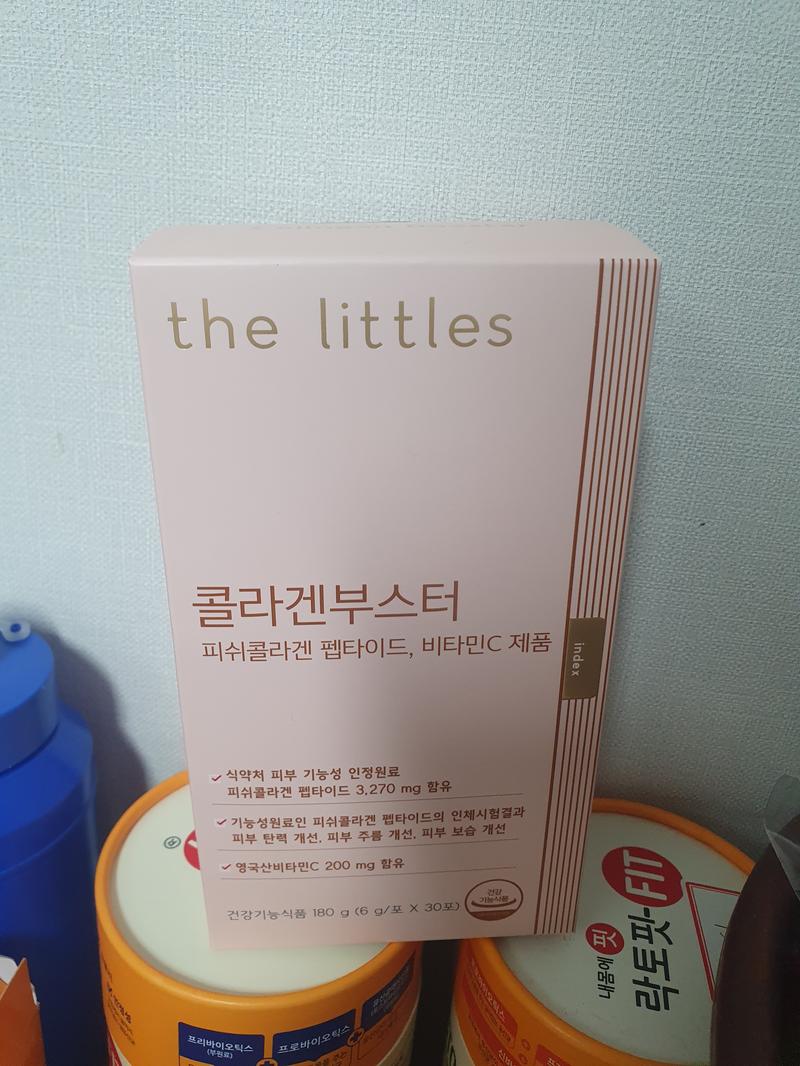 the littles
콜라겐부스터
피쉬콜라겐 펩타이드, 비타민C 제품
index
식약처 피부 기능성 인정원료
피쉬콜라겐 펩타이드 3,270 mg 함유
기능성원료인 피쉬콜라겐 펩타이드의 인체시험결과
피부 탄력 개선, 피부 주름 개선, 피부 보습 개선
영국산비타민C 200 mg 함유
건강기능식품 180 g (6 g/포 X 30포)
건강
기능식품
내몸에 핏
락토핏-FIT
프리바이오틱스
(부원료)
프로바이오틱스